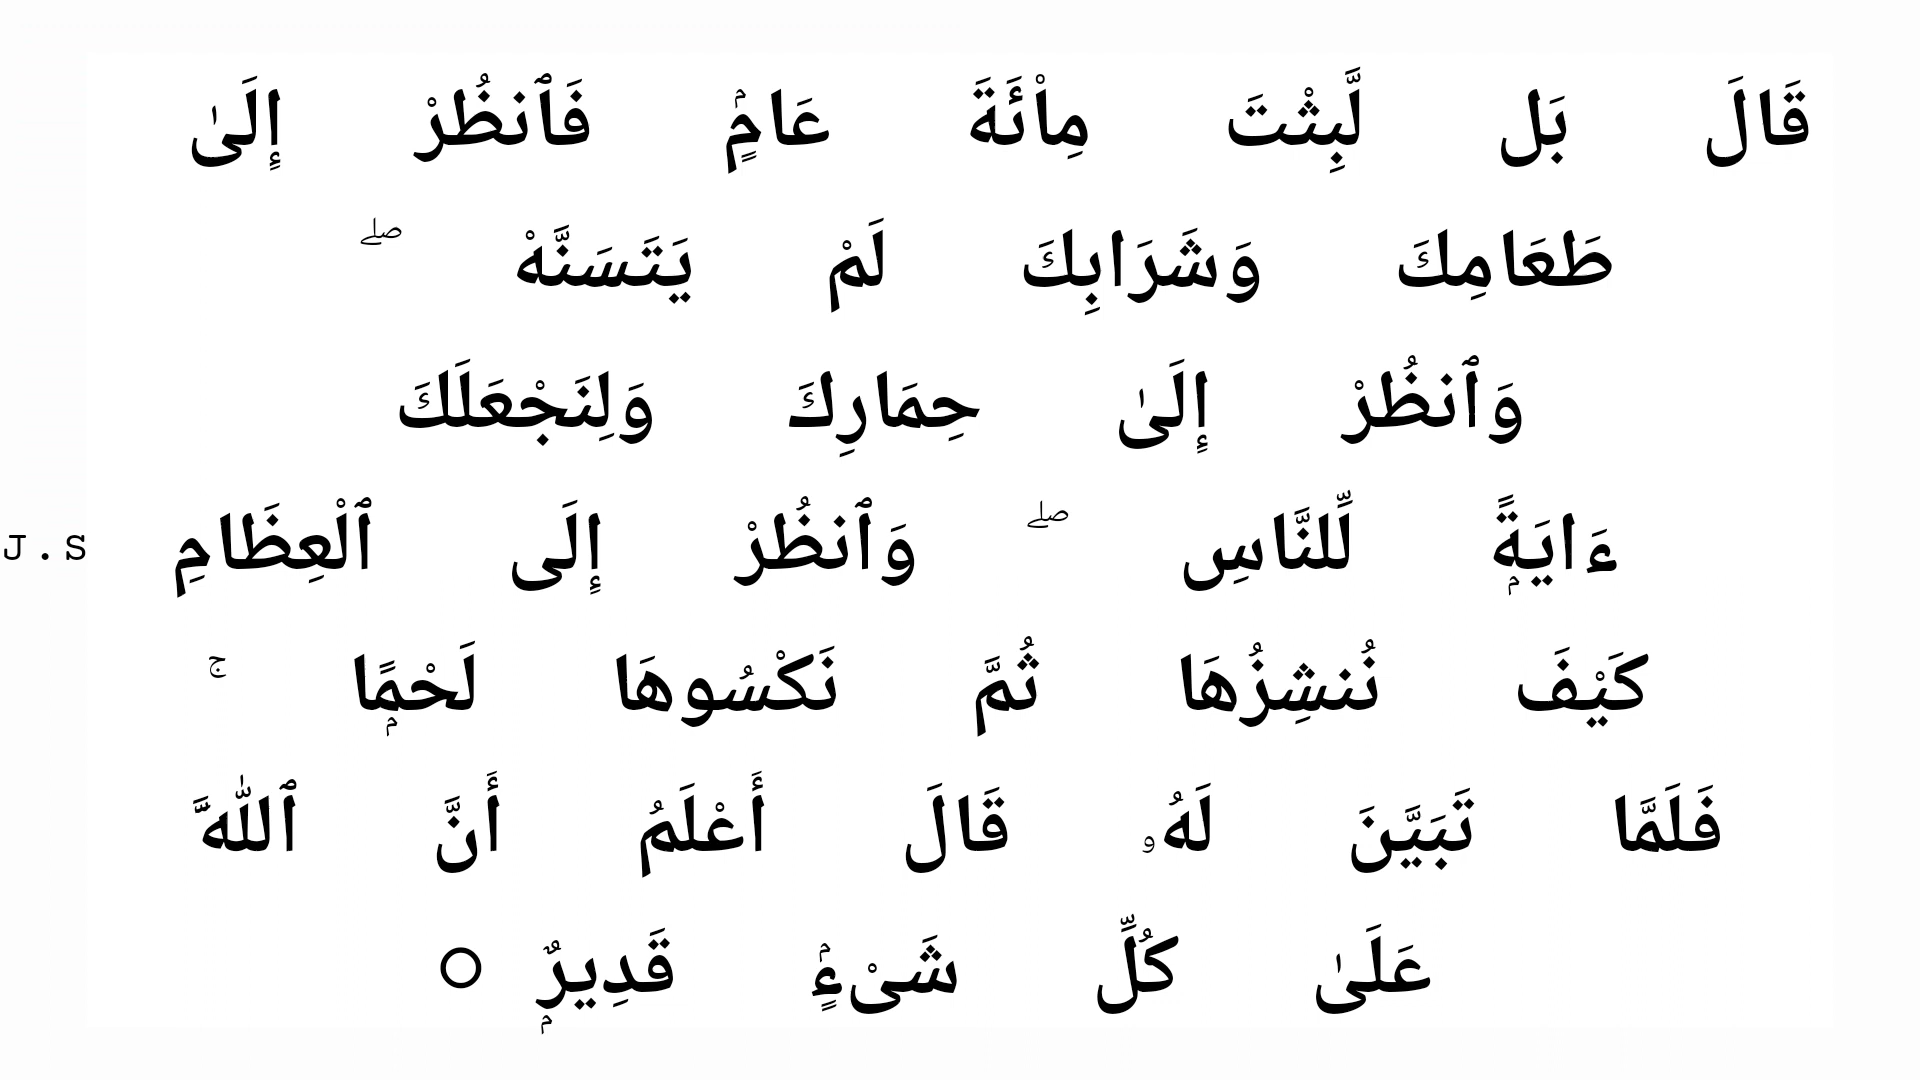 قَالَ بَل لَّبِثْتَ مِا۟ئَةَ عَامٍۢ فَٱنظُرْ إِلَىٰ
طَعَامِكَ وَشَرَابِكَ لَمْ يَتَسَنَّهْ ۖ
وَٱنظُرْ إِلَىٰ حِمَارِكَ وَلِنَجْعَلَكَ
ءَايَةًۭ لِّلنَّاسِ ۖ وَٱنظُرْ إِلَى ٱلْعِظَامِ
J.S
كَيْفَ نُنشِزُهَا ثُمَّ نَكْسُوهَا لَحْمًۭا ۚ
فَلَمَّا تَبَيَّنَ لَهُۥ قَالَ أَعْلَمُ أَنَّ ٱللَّهَ
عَلَىٰ كُلِّ شَىْءٍۢ قَدِيرٌۭ ○